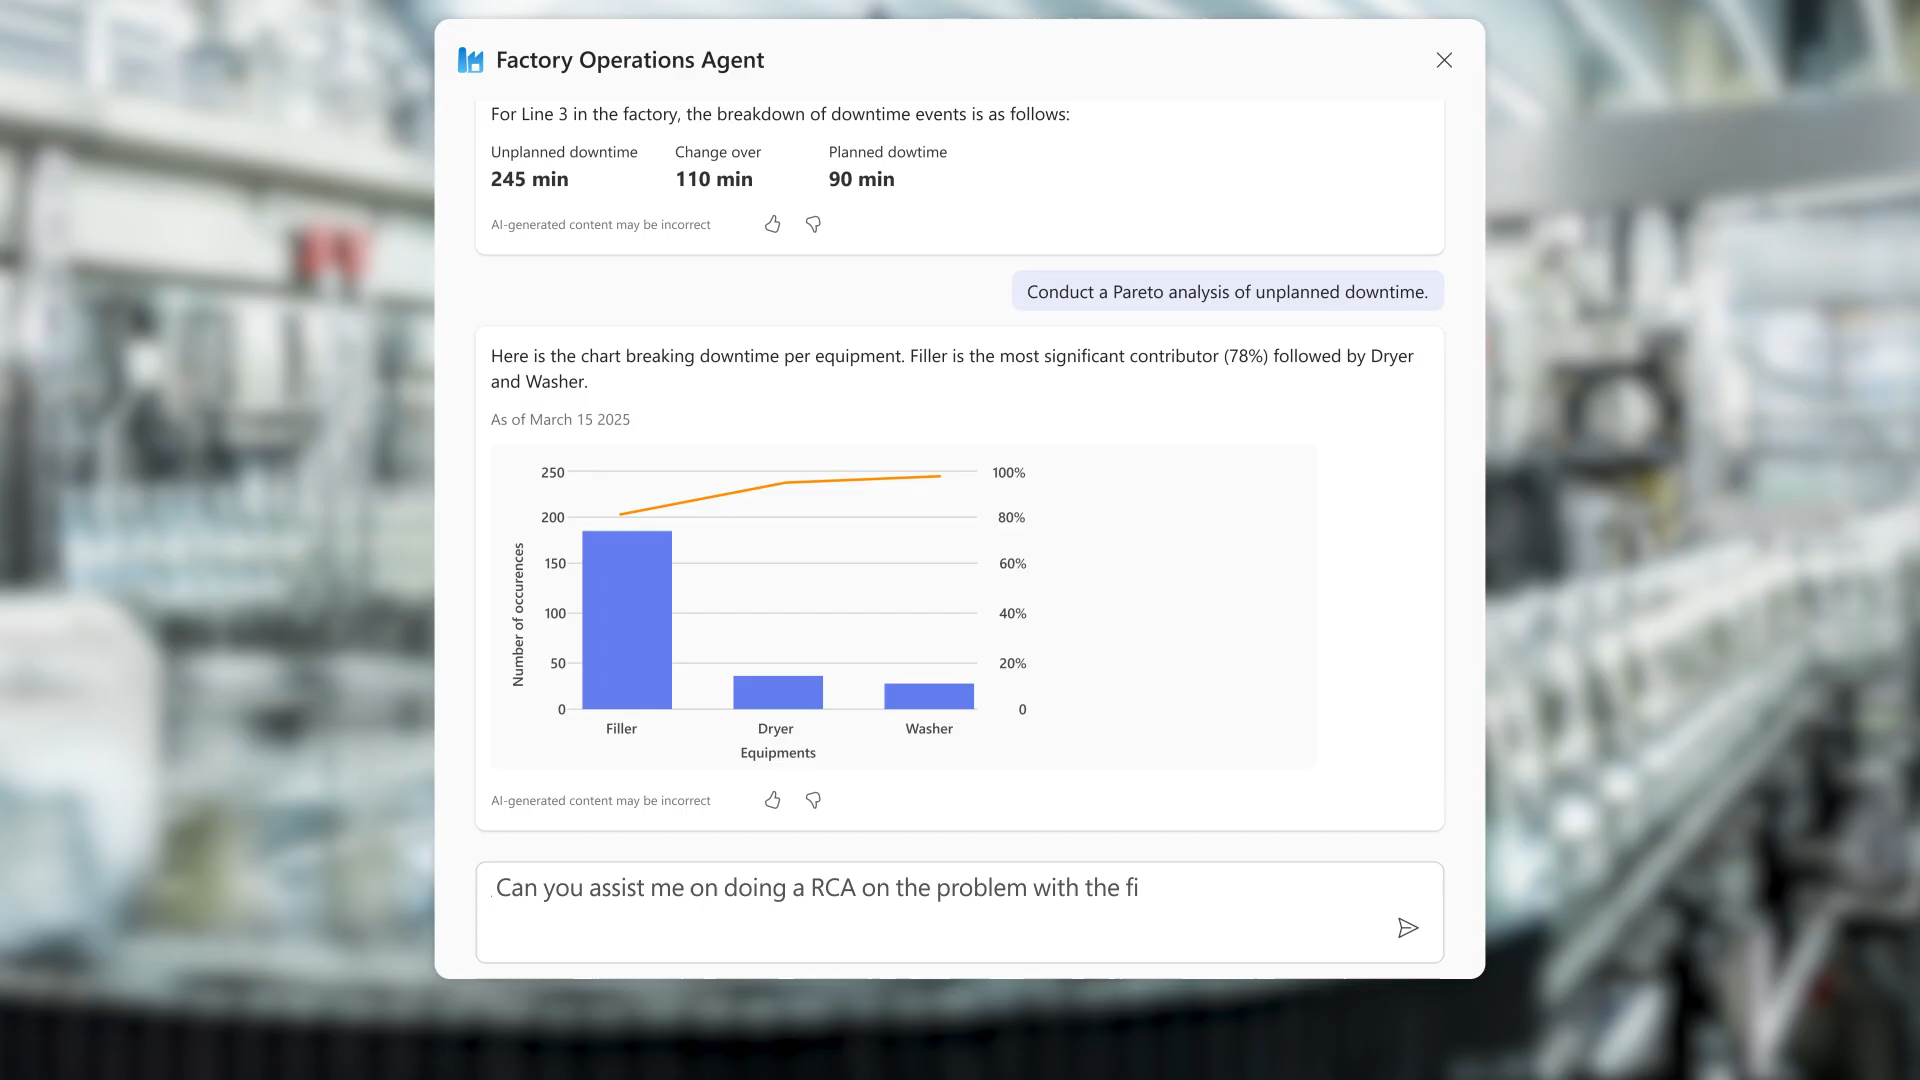 Factory Operations Agent
For Line 3 in the factory, the breakdown of downtime events is as follows:
Unplanned downtime Change over Planned dowtime
245 min 110 min 90 min
AI-generated content may be incorrect
Conduct a Pareto analysis of unplanned downtime.
Here is the chart breaking downtime per equipment. Filler is the most significant contributor (78%) followed by Dryer
and Washer.
As of March 15 2025
250 100%
200 80%
150 60%
100 40%
50 20%
0 0
Number of occurences
Filler Dryer Washer
Equipments
AI-generated content may be incorrect
Can you assist me on doing a RCA on the problem with the fi